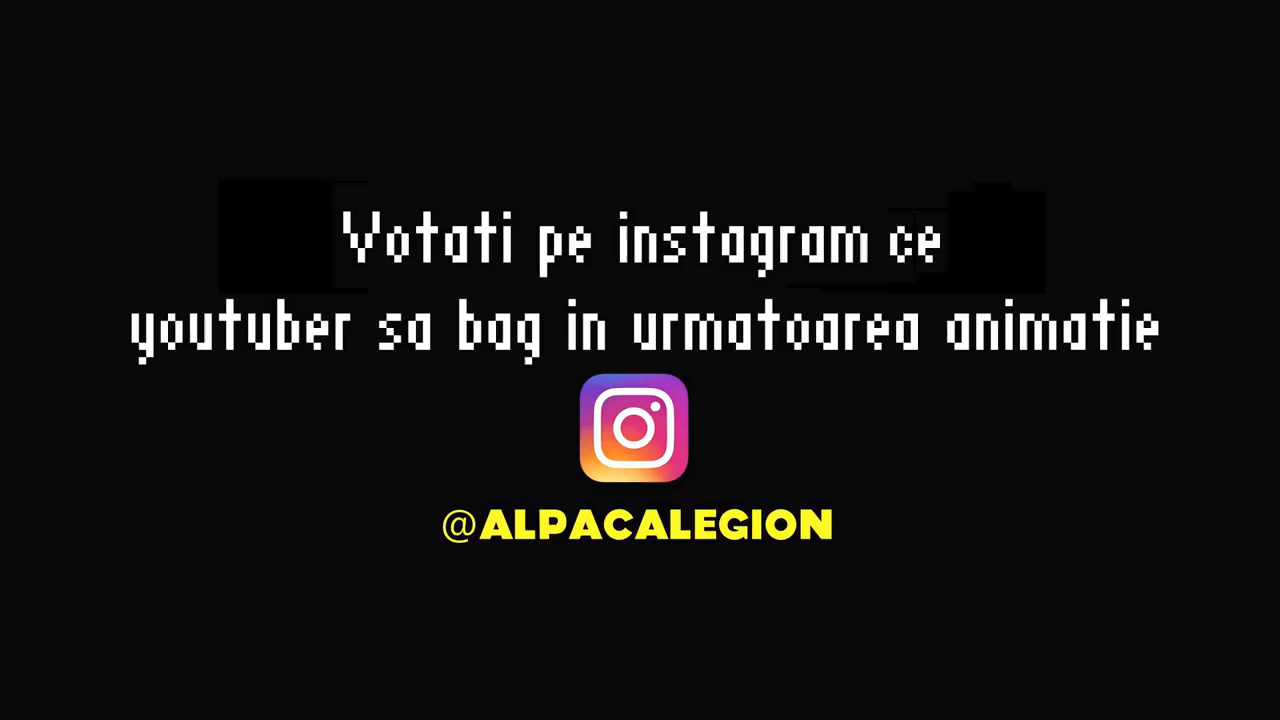 Votati pe instagram ce
youtuber sa bag in urmatoarea animatie
@ALPACALEGION